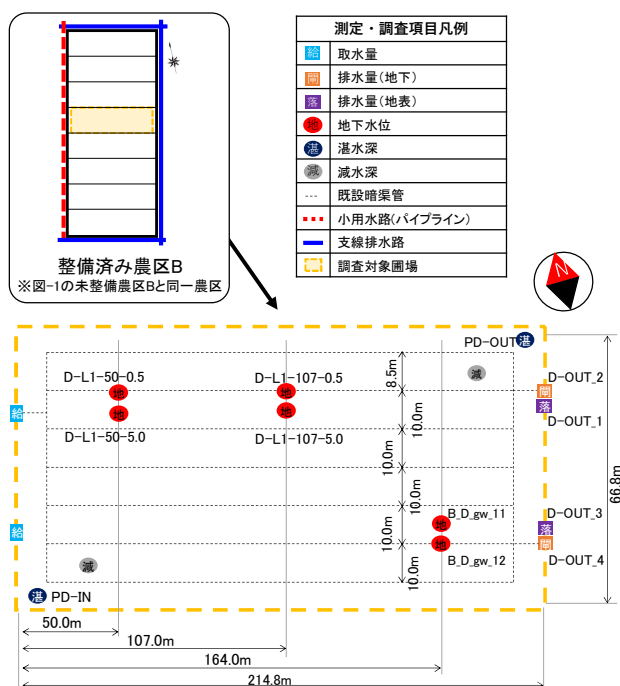 整備済み農区B
※図-1の未整備農区Bと同一農区
測定・調査項目凡例
給 取水量
閘 排水量(地下)
落 排水量(地表)
地 地下水位
湛 湛水深
減 減水深
既設暗渠管
小用水路(パイプライン)
支線排水路
調査対象圃場
N
PD-OUT 湛
D-L1-50-0.5
D-L1-107-0.5
減
D-OUT_2
地
地
閘
給
地
地
落
D-OUT_1
D-L1-50-5.0
D-L1-107-5.0
8.5m
10.0m
10.0m
10.0m
10.0m
10.0m
66.8m
B_D_gw_11
D-OUT_3
給
地
落
地
閘
B_D_gw_12
D-OUT_4
減
湛 PD-IN
50.0m
107.0m
164.0m
214.8m